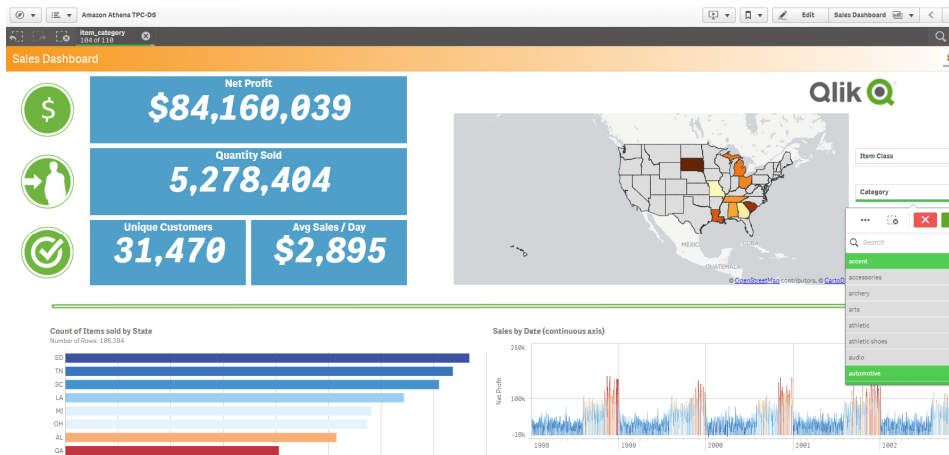 Amazon Athena TPC-DS
Edit
Sales Dashboard
item_category
104 of 110
Sales Dashboard
Net Profit
$84,160,039
Quantity Sold
5,278,404
Unique Customers
31,470
Avg Sales / Day
$2,895
Qlik
MEXICO
CUBA
GUATEMALA
© OpenStreetMap contributors, © CartoD
Item Class
Category
Search
accent
accessories
archery
arts
athletic
athletic shoes
audio
automotive
Count of Items sold by State
Number of Rows: 106,394
SD
TN
SC
LA
MI
OH
AL
GA
Sales by Date (continuous axis)
Net Profit
250k
100k
-10k
1998
1999
2000
2001
2002